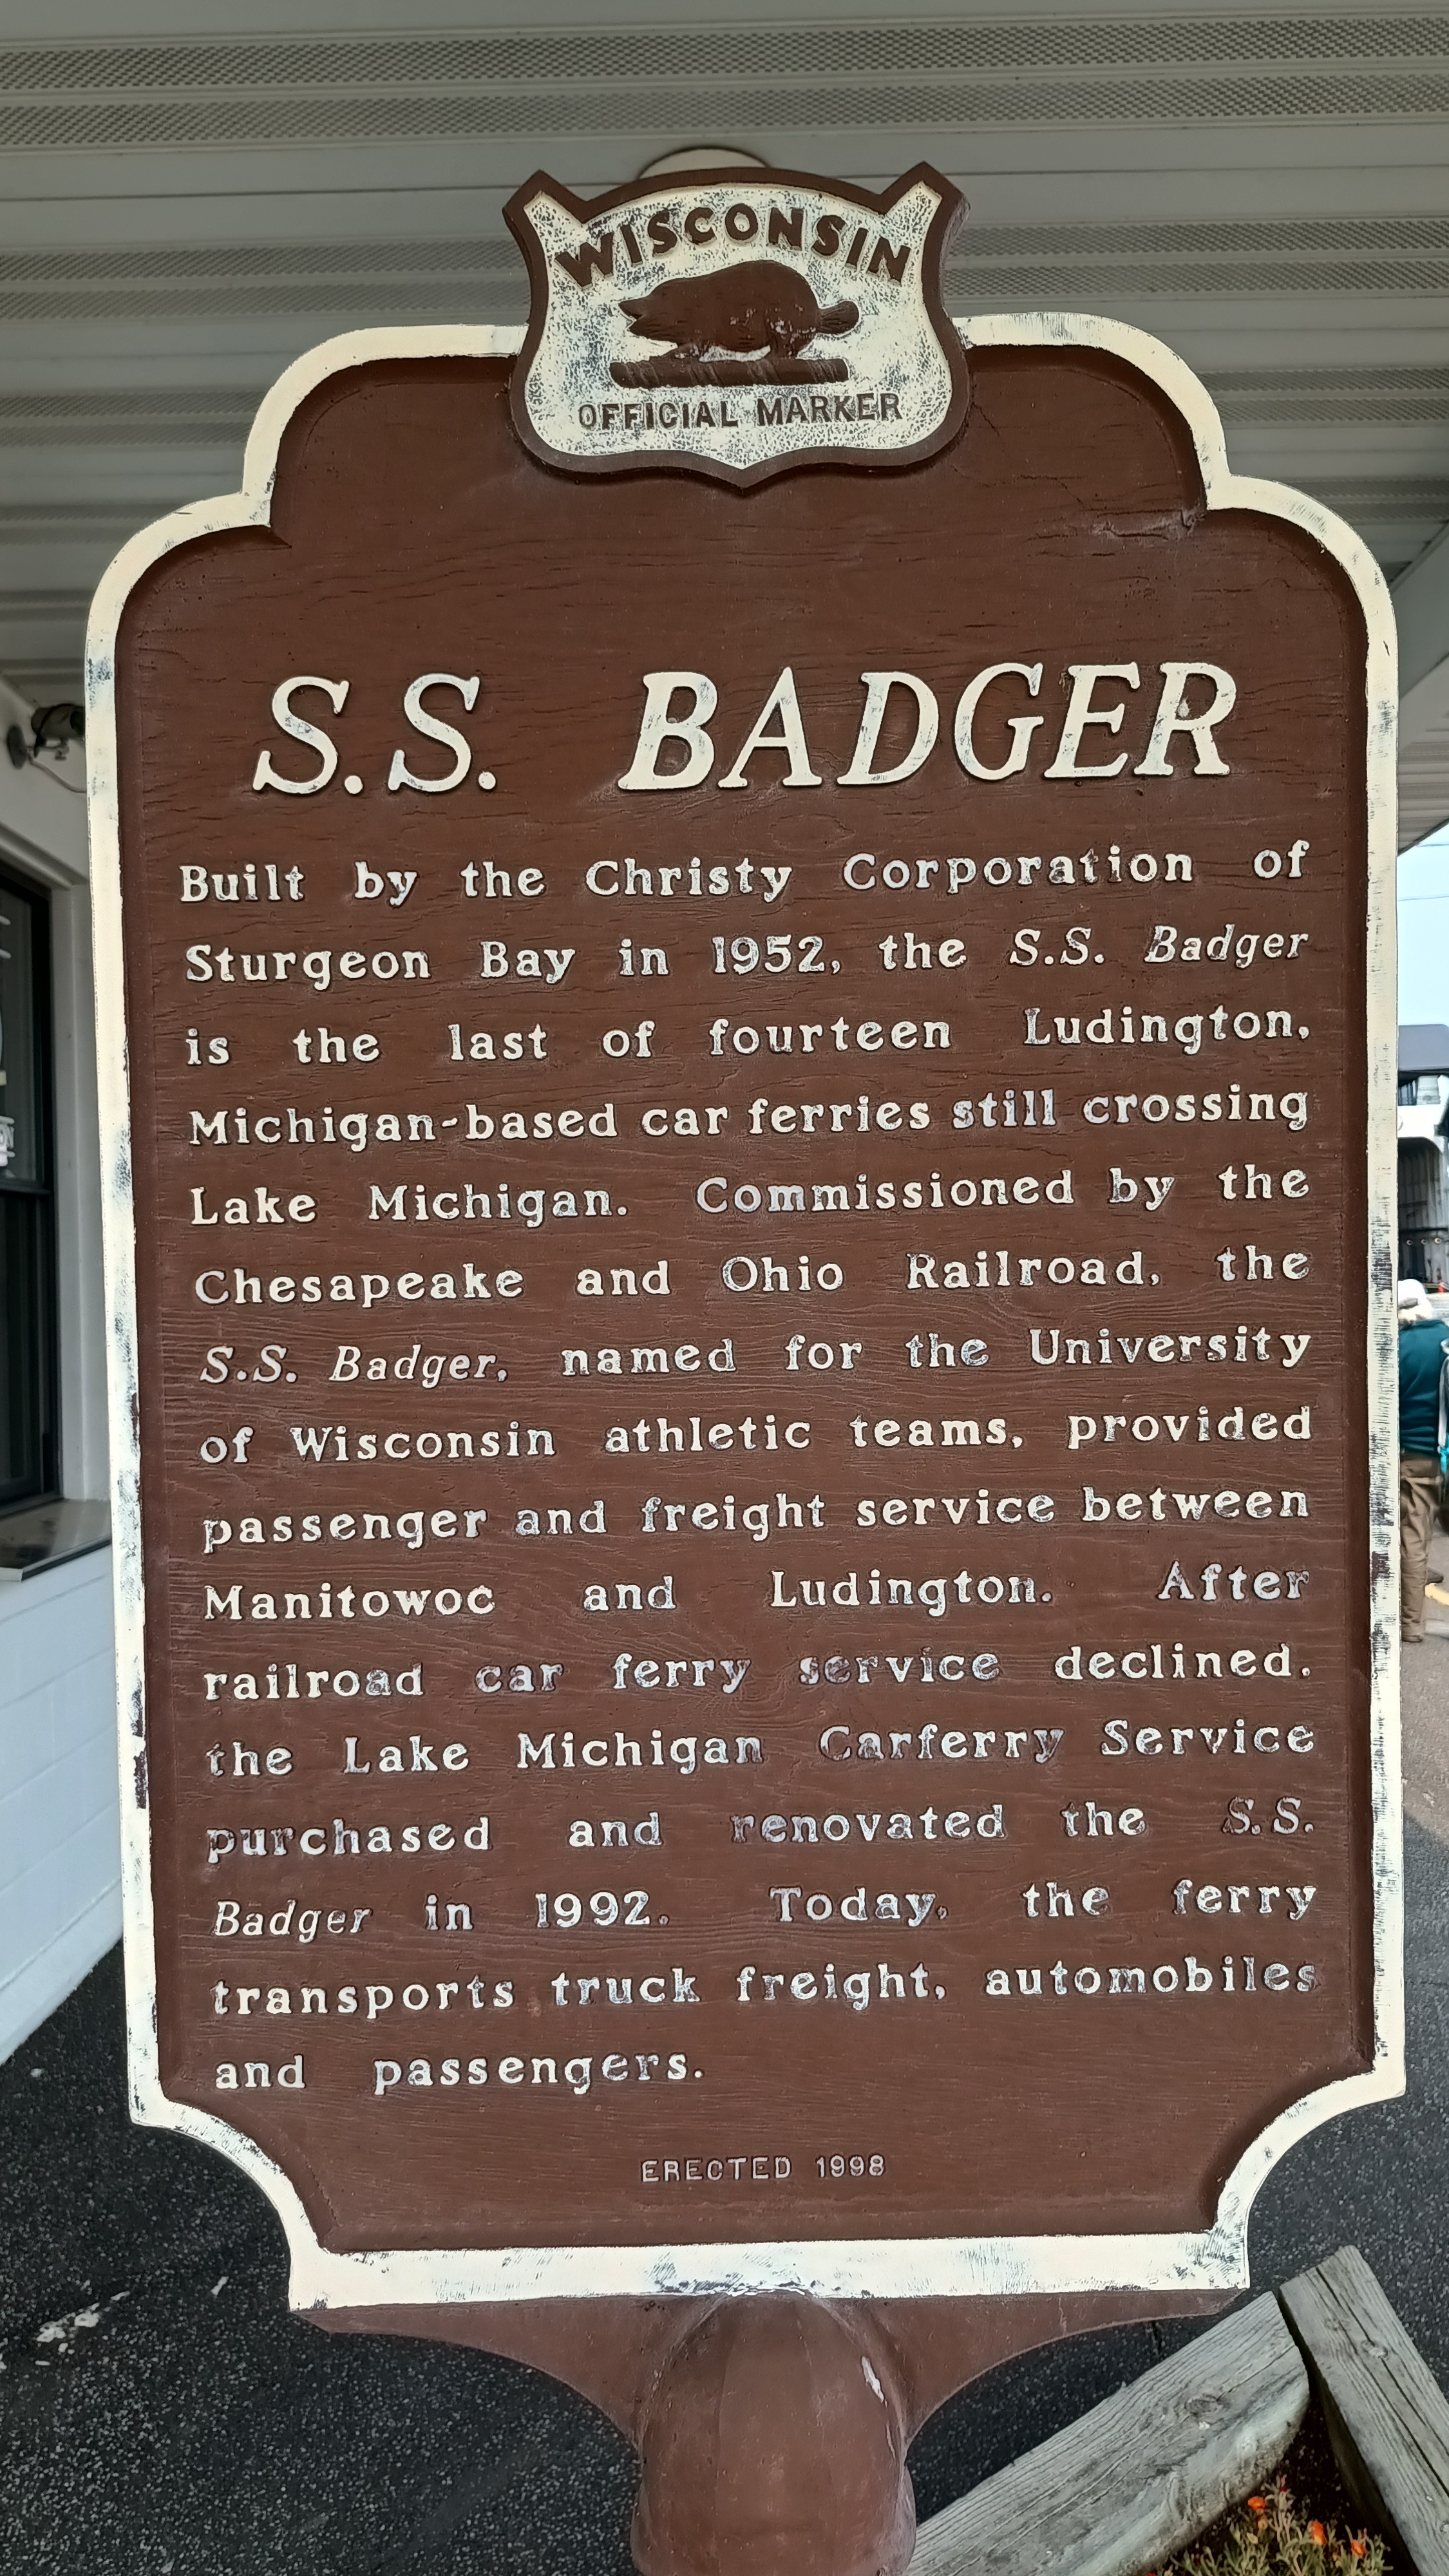 WISCONSIN
OFFICIAL MARKER
S.S. BADGER
Built by the Christy Corporation of
Sturgeon Bay in 1952, the S.S. Badger
is the last of fourteen Ludington,
Michigan-based car ferries still crossing
Lake Michigan. Commissioned by the
Chesapeake and Ohio Railroad, the
S.S. Badger, named for the University
of Wisconsin athletic teams, provided
passenger and freight service between
Manitowoc and Ludington. After
railroad car ferry service declined,
the Lake Michigan Carferry Service
purchased and renovated the S.S.
Badger in 1992. Today, the ferry
transports truck freight, automobiles
and passengers.
ERECTED 1998